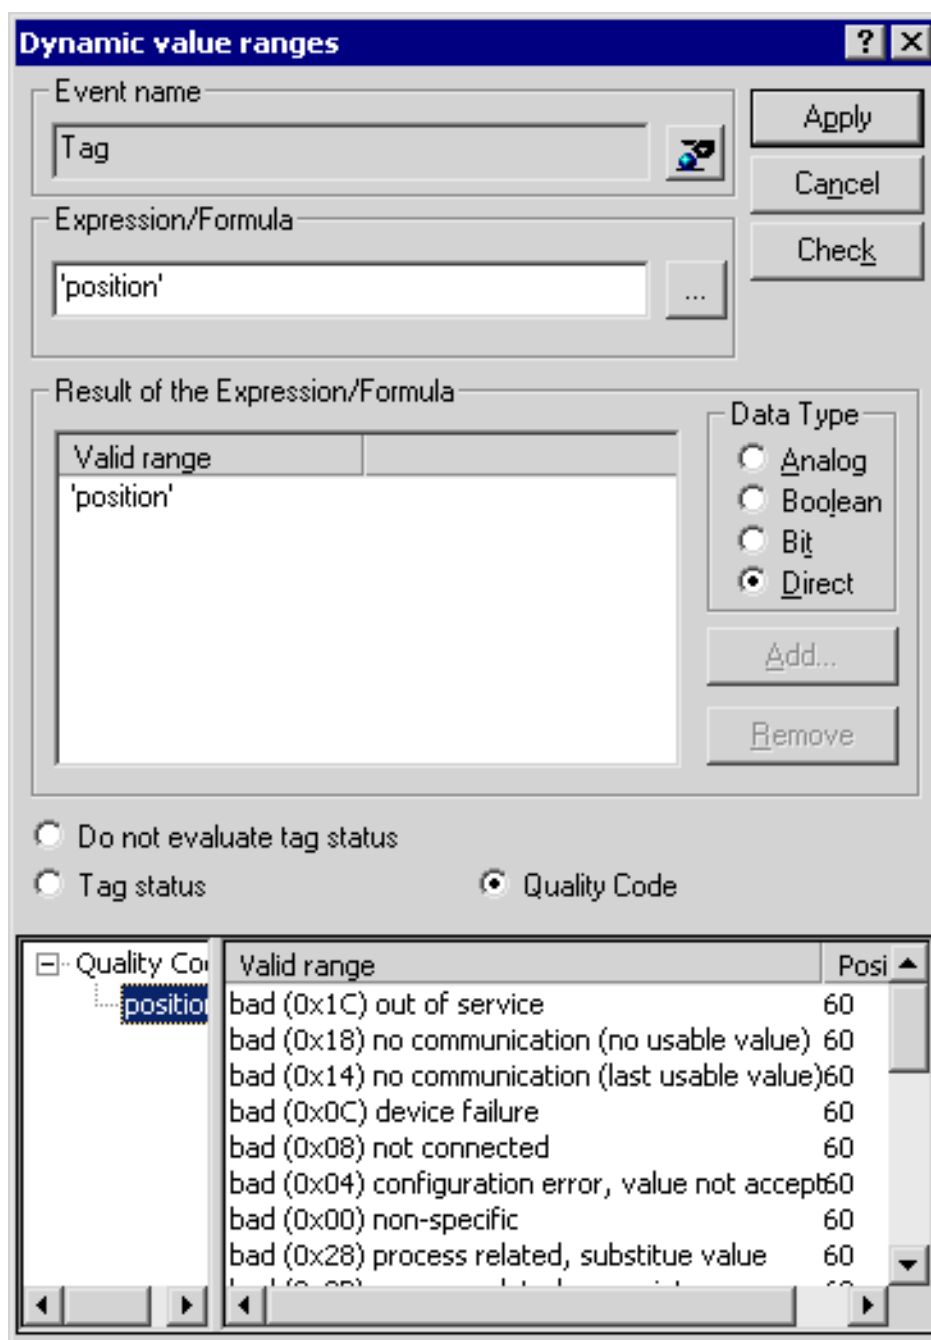 Dynamic value ranges
Event name
Tag
Apply
Cancel
Check
Expression/Formula
'position'
...
Result of the Expression/Formula
Valid range
'position'
Data Type
Analog
Boolean
Bit
Direct
Add...
Remove
Do not evaluate tag status
Tag status
Quality Code
Quality Co
position
Valid range Posi
bad (0x1C) out of service 60
bad (0x18) no communication (no usable value) 60
bad (0x14) no communication (last usable value) 60
bad (0x0C) device failure 60
bad (0x08) not connected 60
bad (0x04) configuration error, value not accept 60
bad (0x00) non-specific 60
bad (0x28) process related, substitue value 60